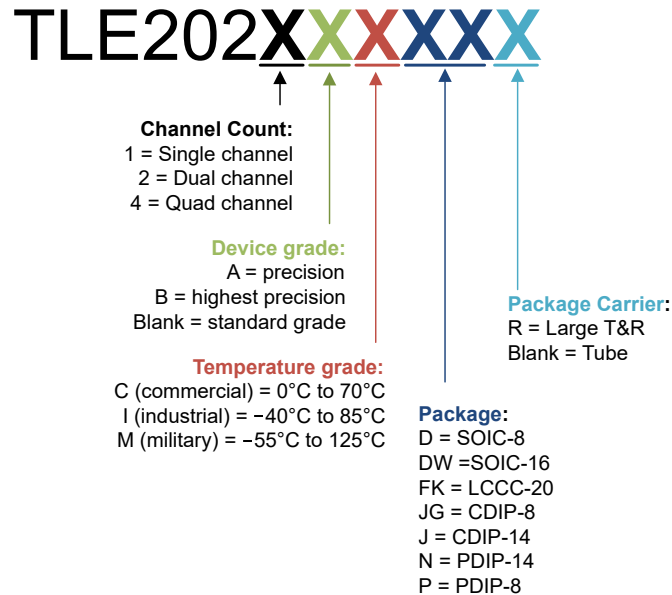 TLE202XXXXXX
Channel Count:
1 = Single channel
2 = Dual channel
4 = Quad channel
Device grade:
A = precision
B = highest precision
Blank = standard grade
Temperature grade:
C (commercial) = 0°C to 70°C
I (industrial) = −40°C to 85°C
M (military) = −55°C to 125°C
Package:
D = SOIC-8
DW =SOIC-16
FK = LCCC-20
JG = CDIP-8
J = CDIP-14
N = PDIP-14
P = PDIP-8
Package Carrier:
R = Large T&R
Blank = Tube